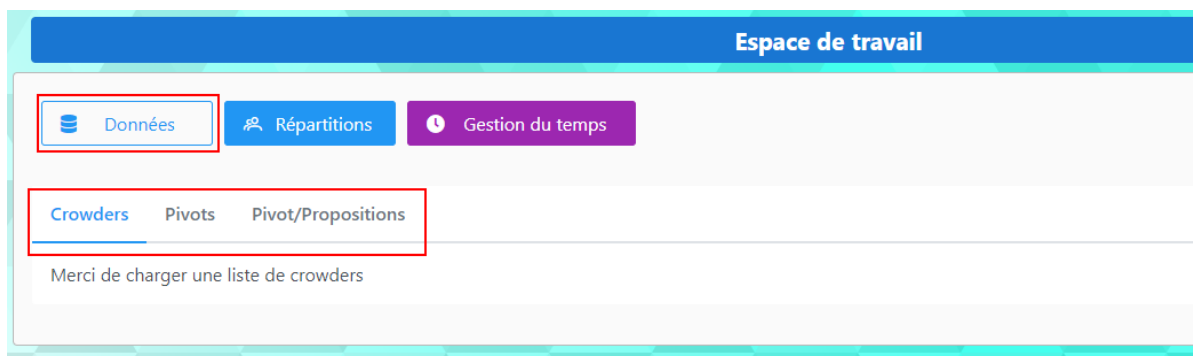 Espace de travail
Données Répartitions Gestion du temps
Crowders Pivots Pivot/Propositions
Merci de charger une liste de crowders